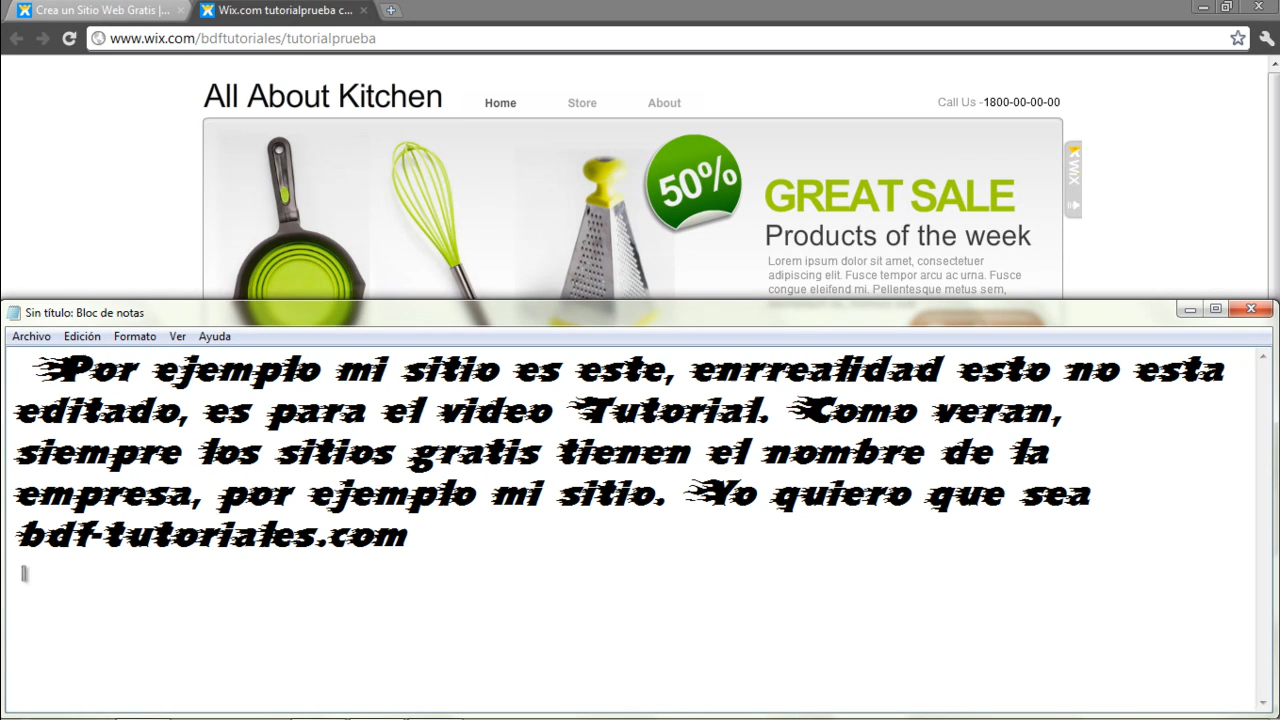 Crea un Sitio Web Gratis |...
Wix.com tutorialprueba c...
www.wix.com/bdftutoriales/tutorialprueba
All About Kitchen
Home
Store
About
Call Us -1800-00-00-00
WiX
50%
GREAT SALE
Products of the week
Lorem ipsum dolor sit amet, consectetuer
adipiscing elit. Fusce tempor arcu ac urna. Fusce
congue eleifend mi. Pellentesque metus sem,
Sin título: Bloc de notas
Archivo Edición Formato Ver Ayuda
Por ejemplo mi sitio es este, enrrealidad esto no esta
editado, es para el video Tutorial. Como veran,
siempre los sitios gratis tienen el nombre de la
empresa, por ejemplo mi sitio. Yo quiero que sea
bdf-tutoriales.com